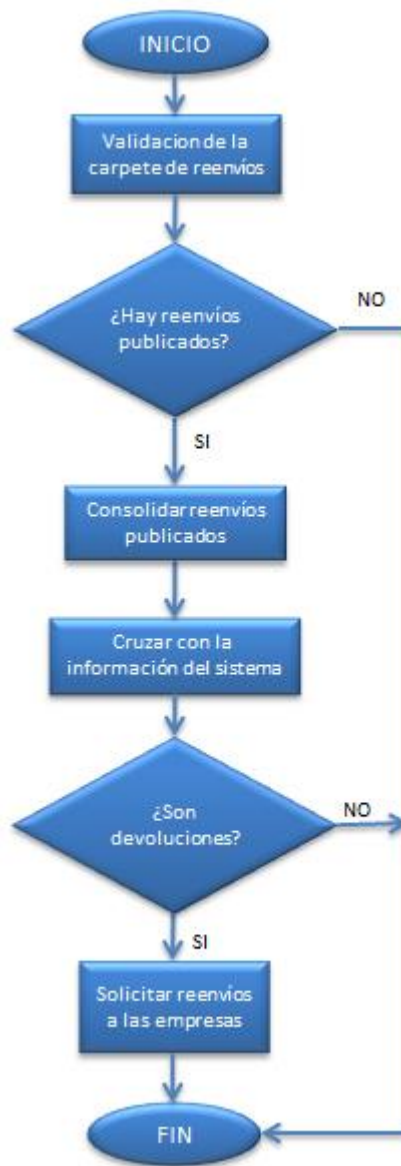 INICIO
Validacion de la
carpete de reenvíos
¿Hay reenvíos
publicados?
NO
SI
Consolidar reenvíos
publicados
Cruzar con la
información del sistema
¿Son
devoluciones?
NO
SI
Solicitar reenvíos
a las empresas
FIN